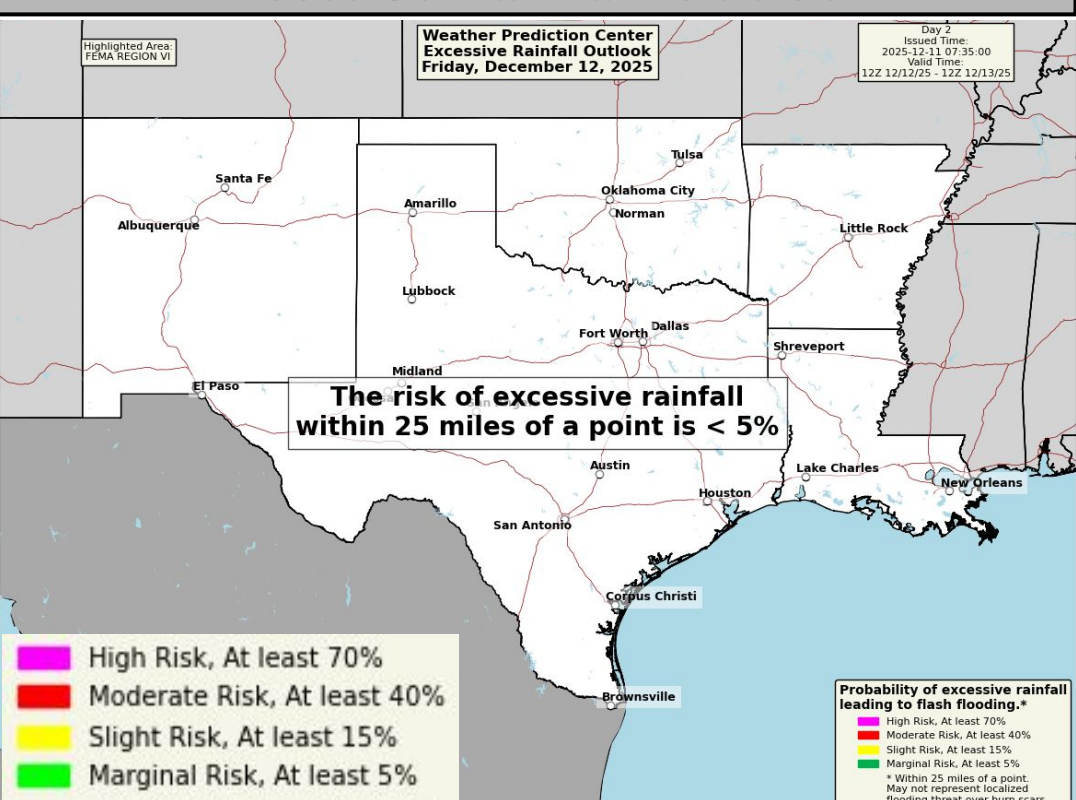 Highlighted Area:
FEMA REGION VI
Weather Prediction Center
Excessive Rainfall Outlook
Friday, December 12, 2025
Day 2
Issued Time:
2025-12-11 07:35:00
Valid Time:
12Z 12/12/25 - 12Z 12/13/25
Tulsa
Santa Fe
Oklahoma City
Amarillo
Norman
Albuquerque
Little Rock
Lubbock
Dallas
Fort Worth
Shreveport
Midland
El Paso
The risk of excessive rainfall
within 25 miles of a point is < 5%
Austin
Lake Charles
New Orleans
Houston
San Antonio
Corpus Christi
Brownsville
High Risk, At least 70%
Moderate Risk, At least 40%
Slight Risk, At least 15%
Marginal Risk, At least 5%
Probability of excessive rainfall
leading to flash flooding.*
High Risk, At least 70%
Moderate Risk, At least 40%
Slight Risk, At least 15%
Marginal Risk, At least 5%
* Within 25 miles of a point.
May not represent localized
flooding threat over burn scars